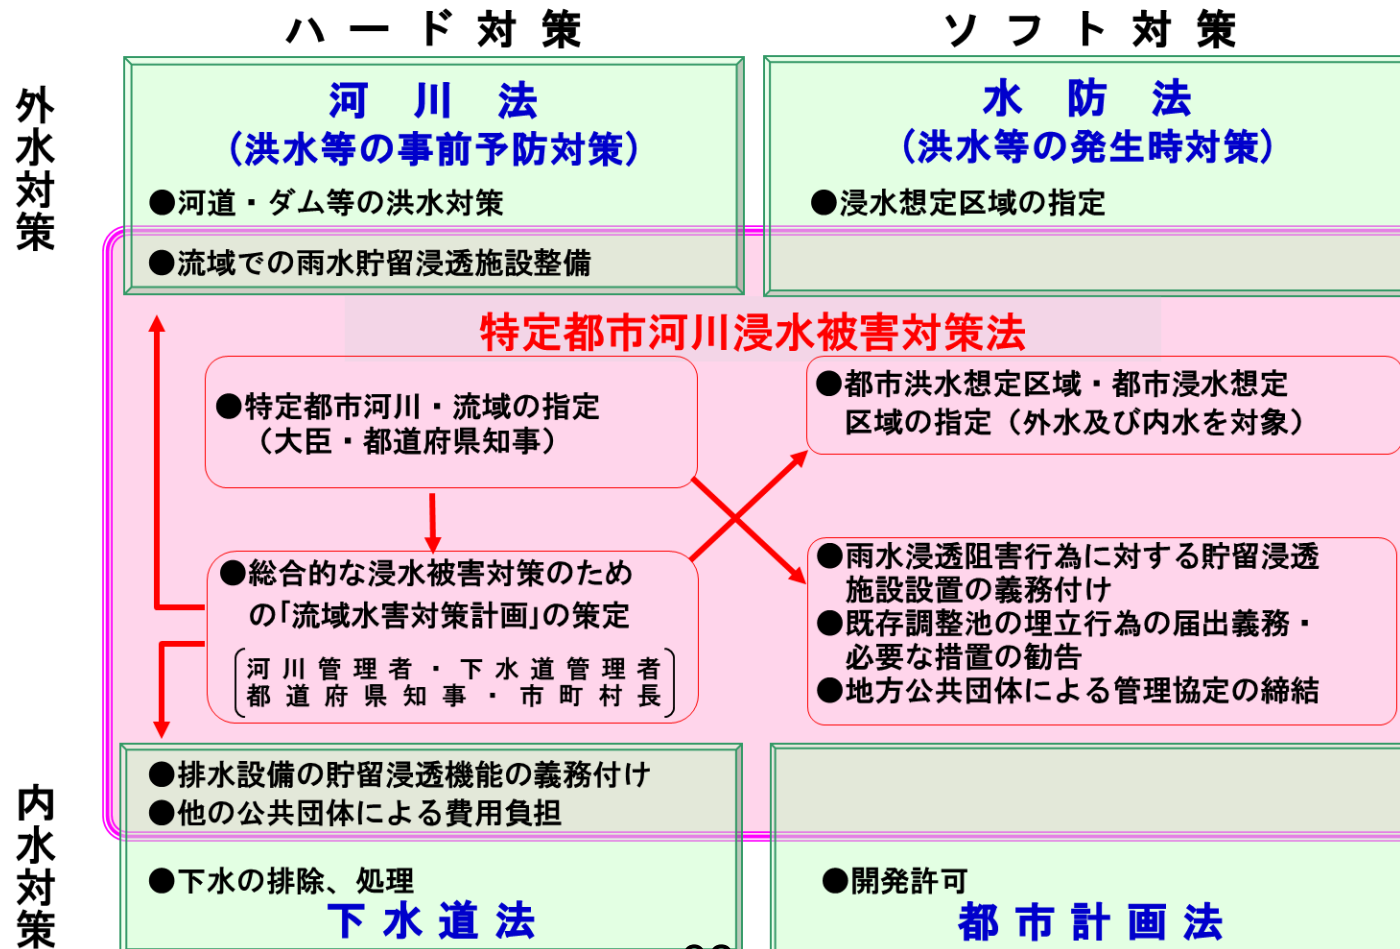 ハード対策
ソフト対策
外水対策
河川法
（洪水等の事前予防対策）
●河道・ダム等の洪水対策
●流域での雨水貯留浸透施設整備
水防法
（洪水等の発生時対策）
●浸水想定区域の指定
特定都市河川浸水被害対策法
●特定都市河川・流域の指定
（大臣・都道府県知事）
●都市洪水想定区域・都市浸水想定
区域の指定（外水及び内水を対象）
●総合的な浸水被害対策のため
の「流域水害対策計画」の策定
河川管理者・下水道管理者
都道府県知事・市町村長
●雨水浸透阻害行為に対する貯留浸透
施設設置の義務付け
●既存調整池の埋立行為の届出義務・
必要な措置の勧告
●地方公共団体による管理協定の締結
内水対策
●排水設備の貯留浸透機能の義務付け
●他の公共団体による費用負担
●下水の排除、処理
下水道法
●開発許可
都市計画法